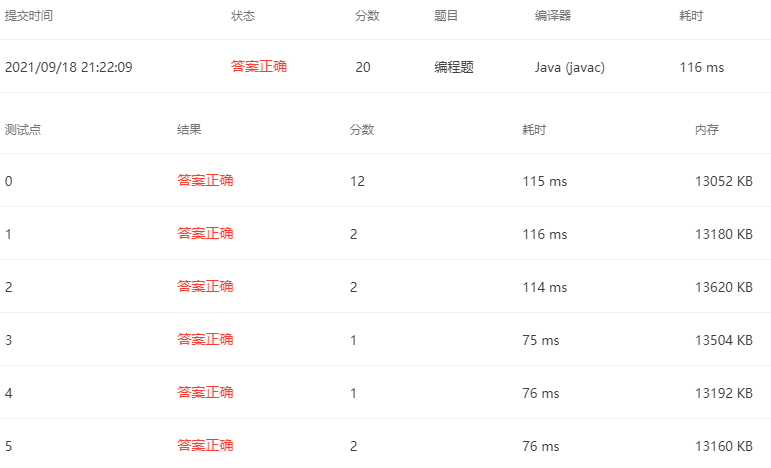 提交时间 状态 分数 题目 编译器 耗时
2021/09/18 21:22:09 答案正确 20 编程题 Java (javac) 116 ms
测试点 结果 分数 耗时 内存
0 答案正确 12 115 ms 13052 KB
1 答案正确 2 116 ms 13180 KB
2 答案正确 2 114 ms 13620 KB
3 答案正确 1 75 ms 13504 KB
4 答案正确 1 76 ms 13192 KB
5 答案正确 2 76 ms 13160 KB